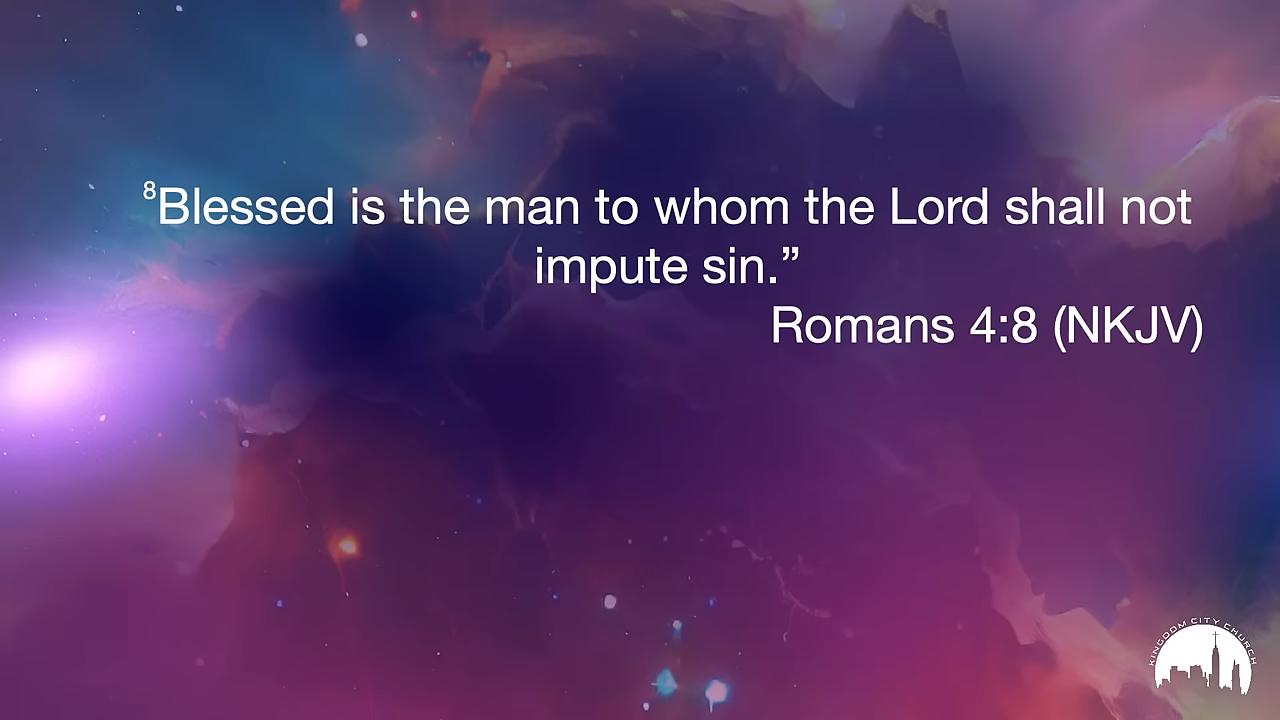 ⁸Blessed is the man to whom the Lord shall not
impute sin.”
Romans 4:8 (NKJV)
KINGDOM CITY CHURCH